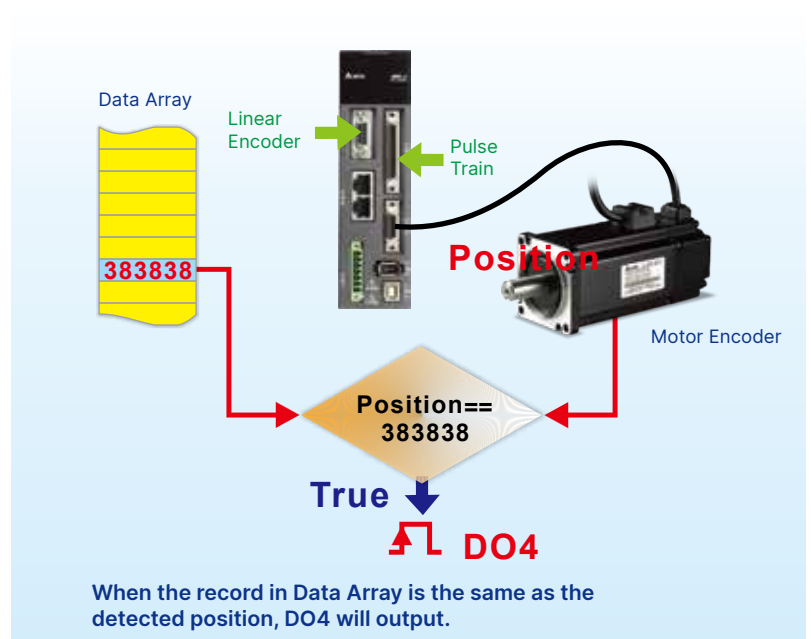 Data Array
Linear
Encoder
Pulse
Train
383838
Position
Motor Encoder
Position==
383838
True
DO4
When the record in Data Array is the same as the
detected position, DO4 will output.